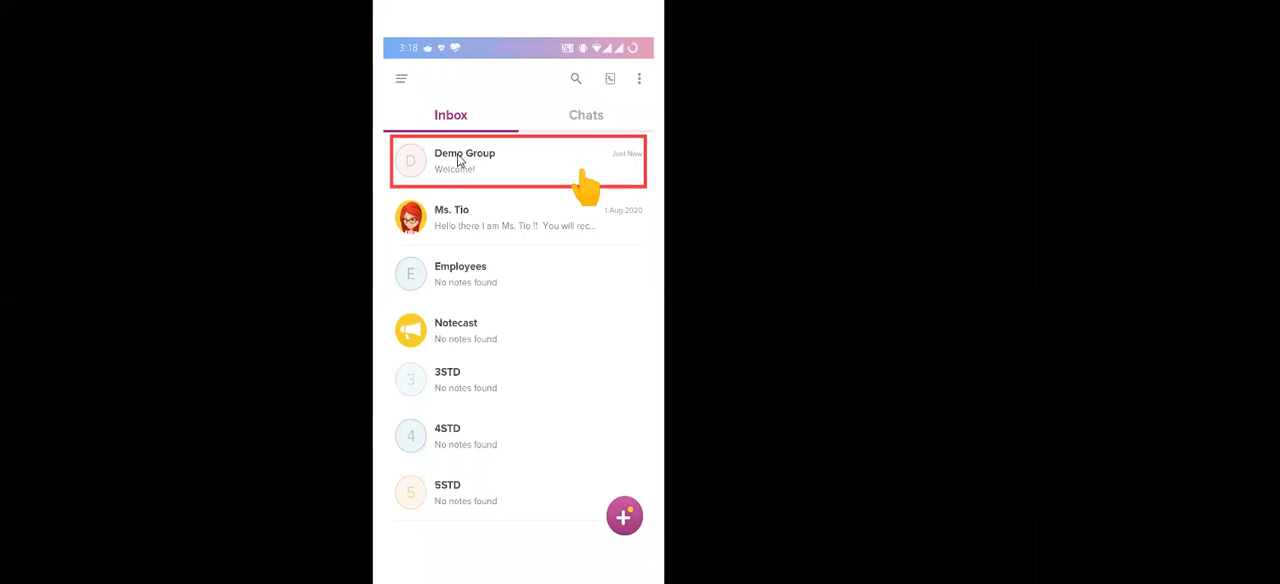 3:18
Inbox Chats
D
Demo Group
Just Now
Welcome!
Ms. Tio
1-Aug-2020
Hello there I am Ms. Tio !! You will rec...
E
Employees
No notes found
Notecast
No notes found
3
3STD
No notes found
4
4STD
No notes found
5
5STD
No notes found